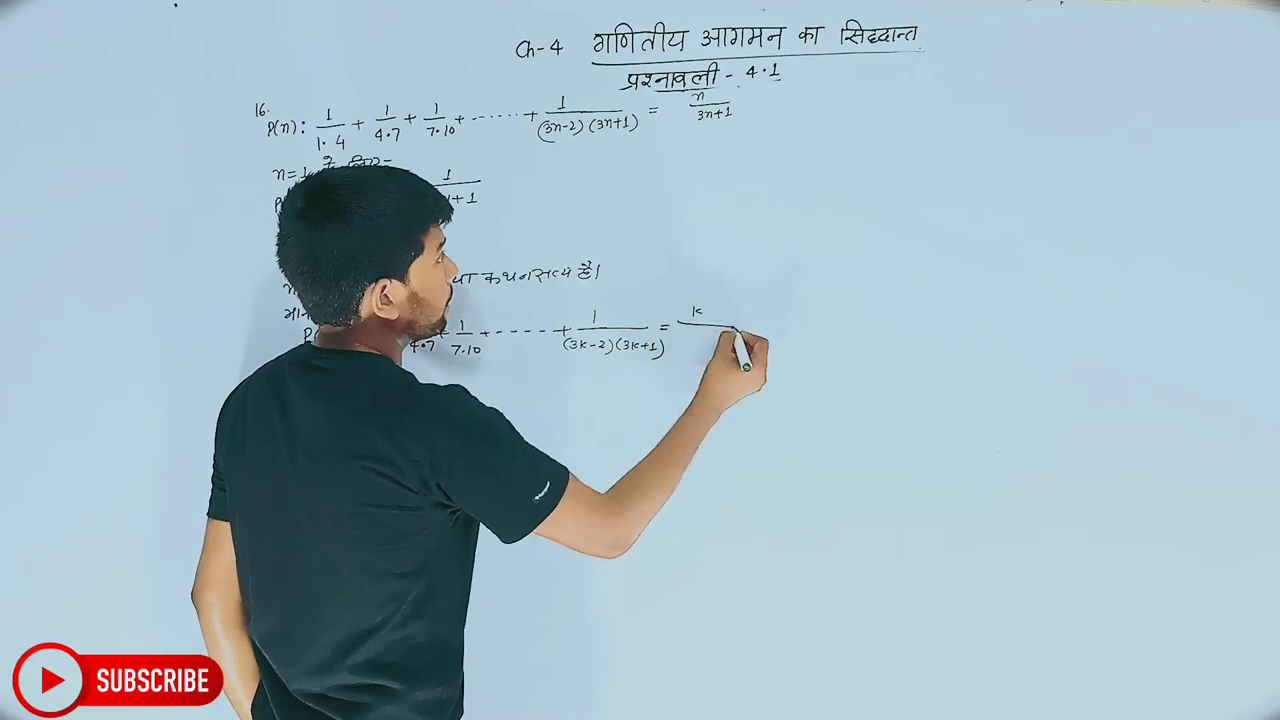 Ch-4 गणितीय आगमन का सिद्धान्त
प्रश्नावली - 4.1
16.
P(n): 1/1.4 + 1/4.7 + 1/7.10 + ...... + 1/(3n-2)(3n+1) = n/3n+1
n=1
1/+1
कथन सत्य है।
4.7 + 1/7.10 + ----- + 1/(3k-2)(3k+1) = k
SUBSCRIBE